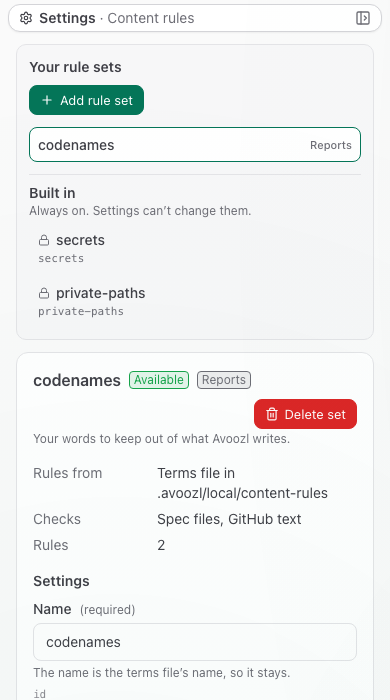 Settings · Content rules
Your rule sets
Add rule set
codenames Reports
Built in
Always on. Settings can't change them.
secrets
secrets
private-paths
private-paths
codenames Available Reports
Delete set
Your words to keep out of what Avoozl writes.
Rules from Terms file in
.avoozl/local/content-rules
Checks Spec files, GitHub text
Rules 2
Settings
Name (required)
codenames
The name is the terms file's name, so it stays.
id